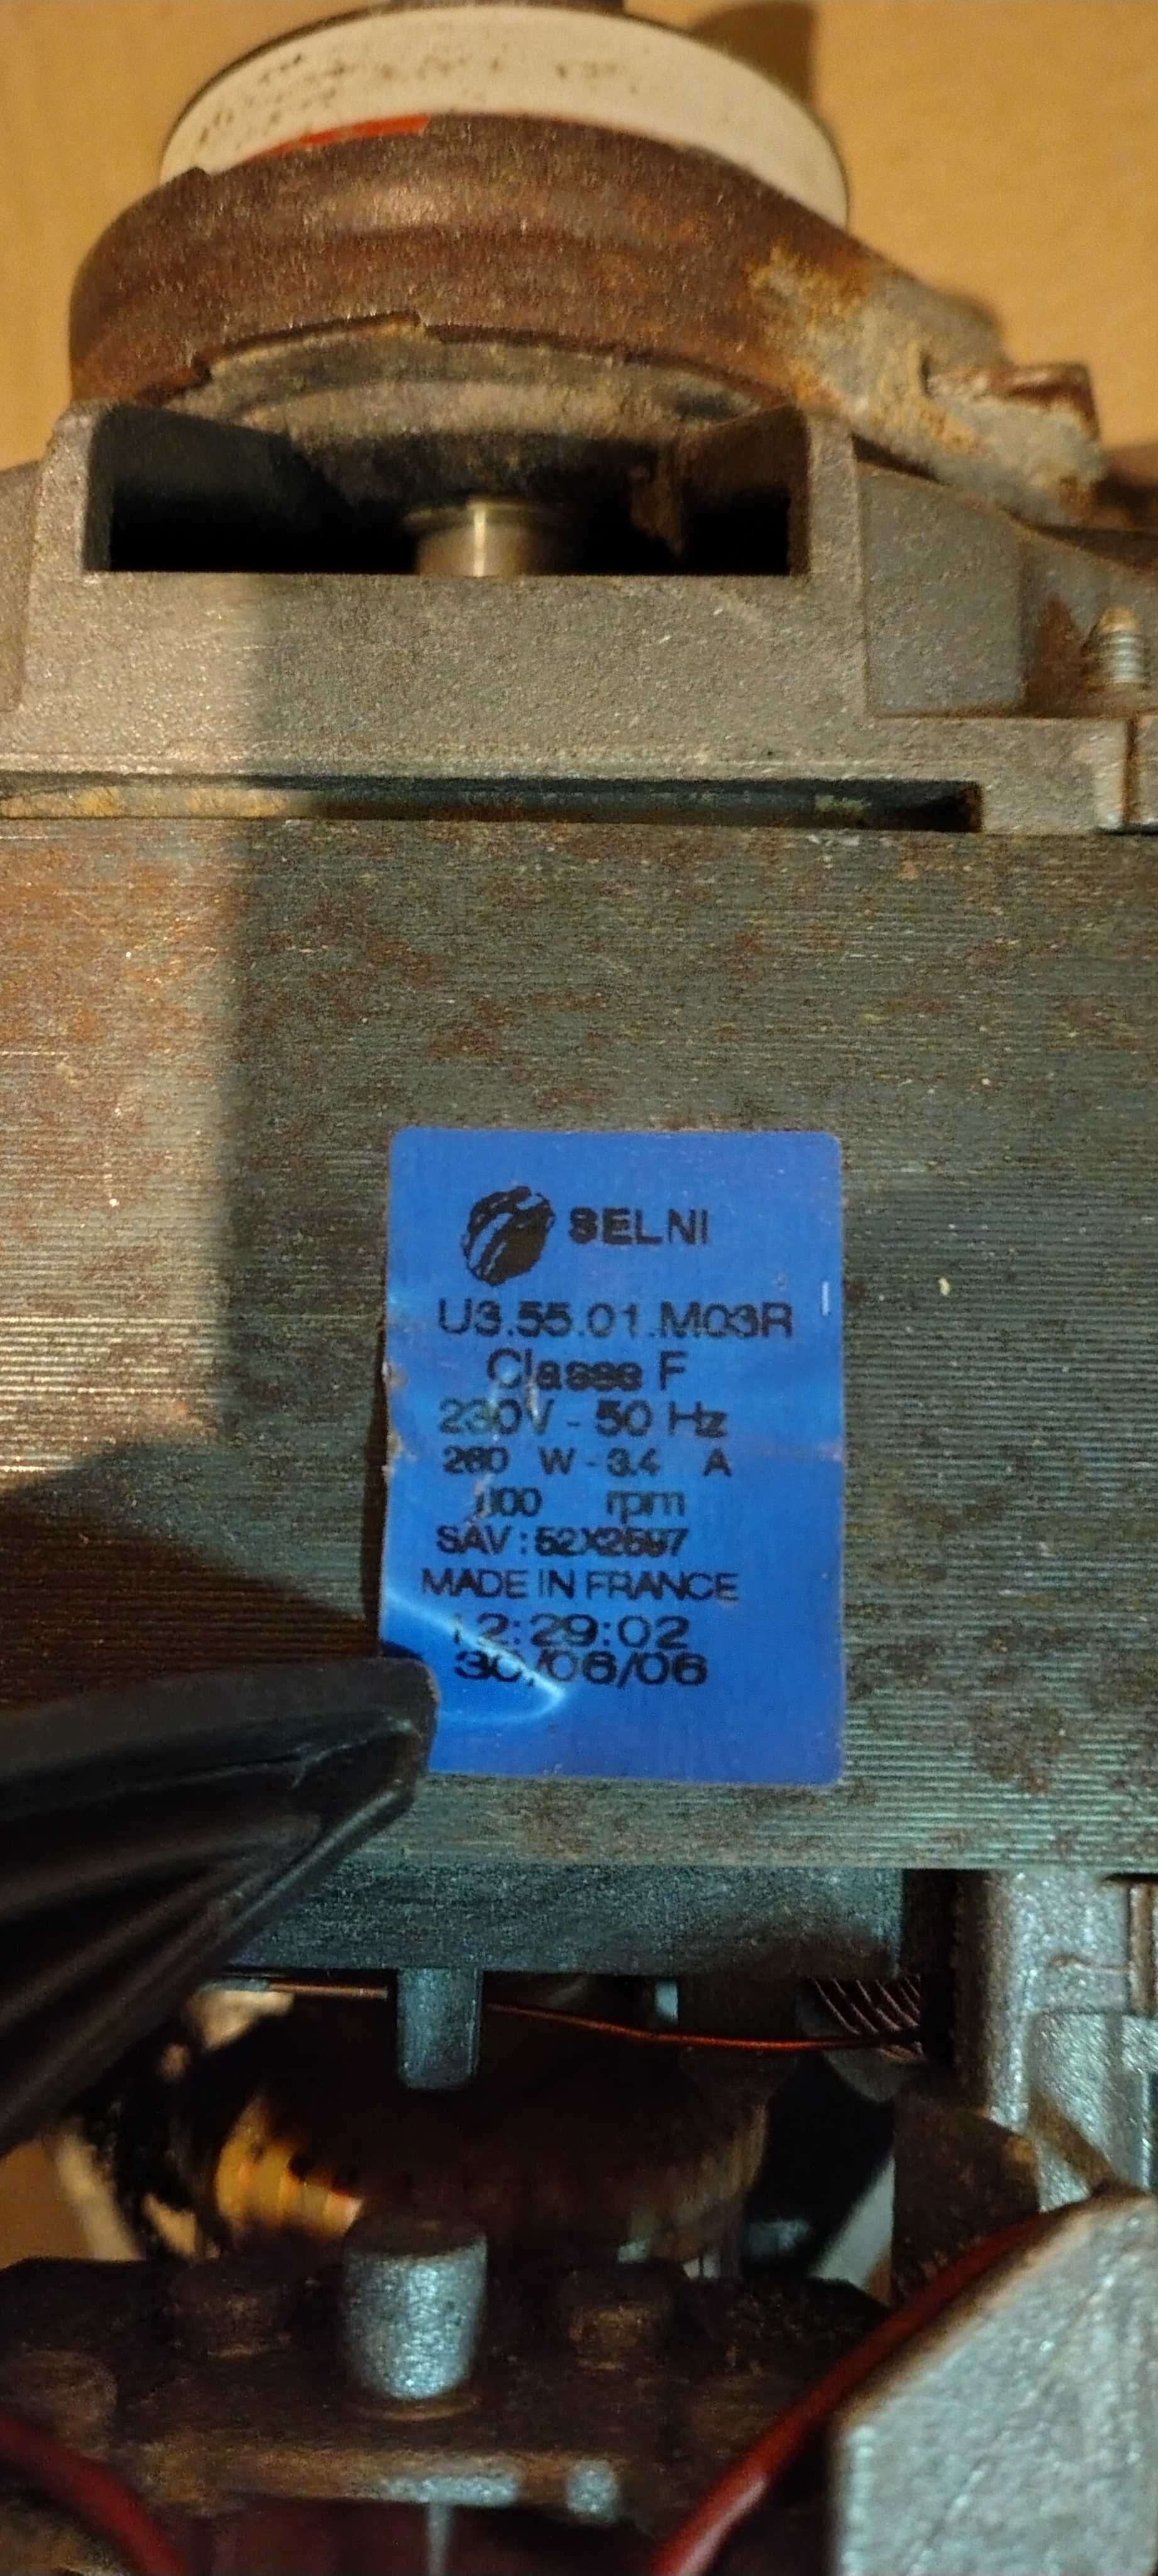 SELNI
U3.55.01.M03R
Classe F
230V - 50 Hz
280 W - 3.4 A
rpm
SAV : 52X2597
MADE IN FRANCE
12:29:02
30/06/06